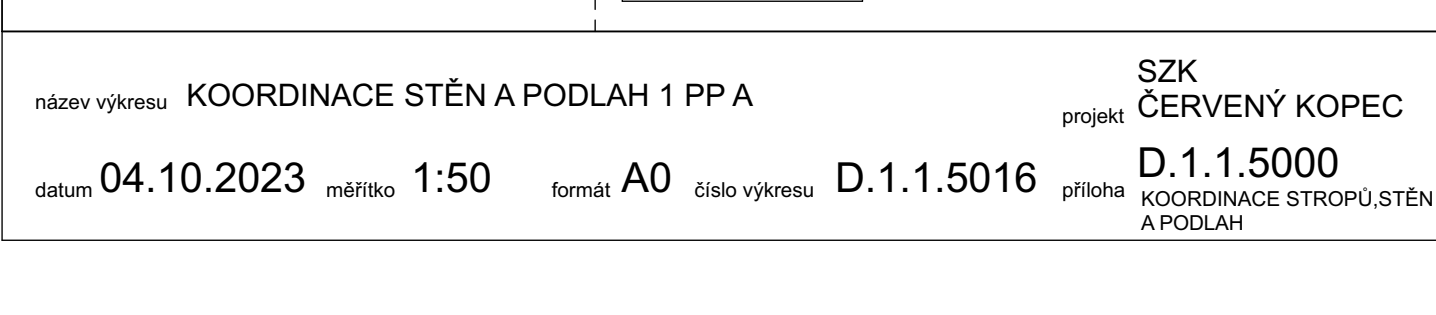 název výkresu KOORDINACE STĚN A PODLAH 1 PP A
projekt SZK
ČERVENÝ KOPEC
datum 04.10.2023 měřítko 1:50 formát A0 číslo výkresu D.1.1.5016 příloha D.1.1.5000
KOORDINACE STROPŮ,STĚN
A PODLAH